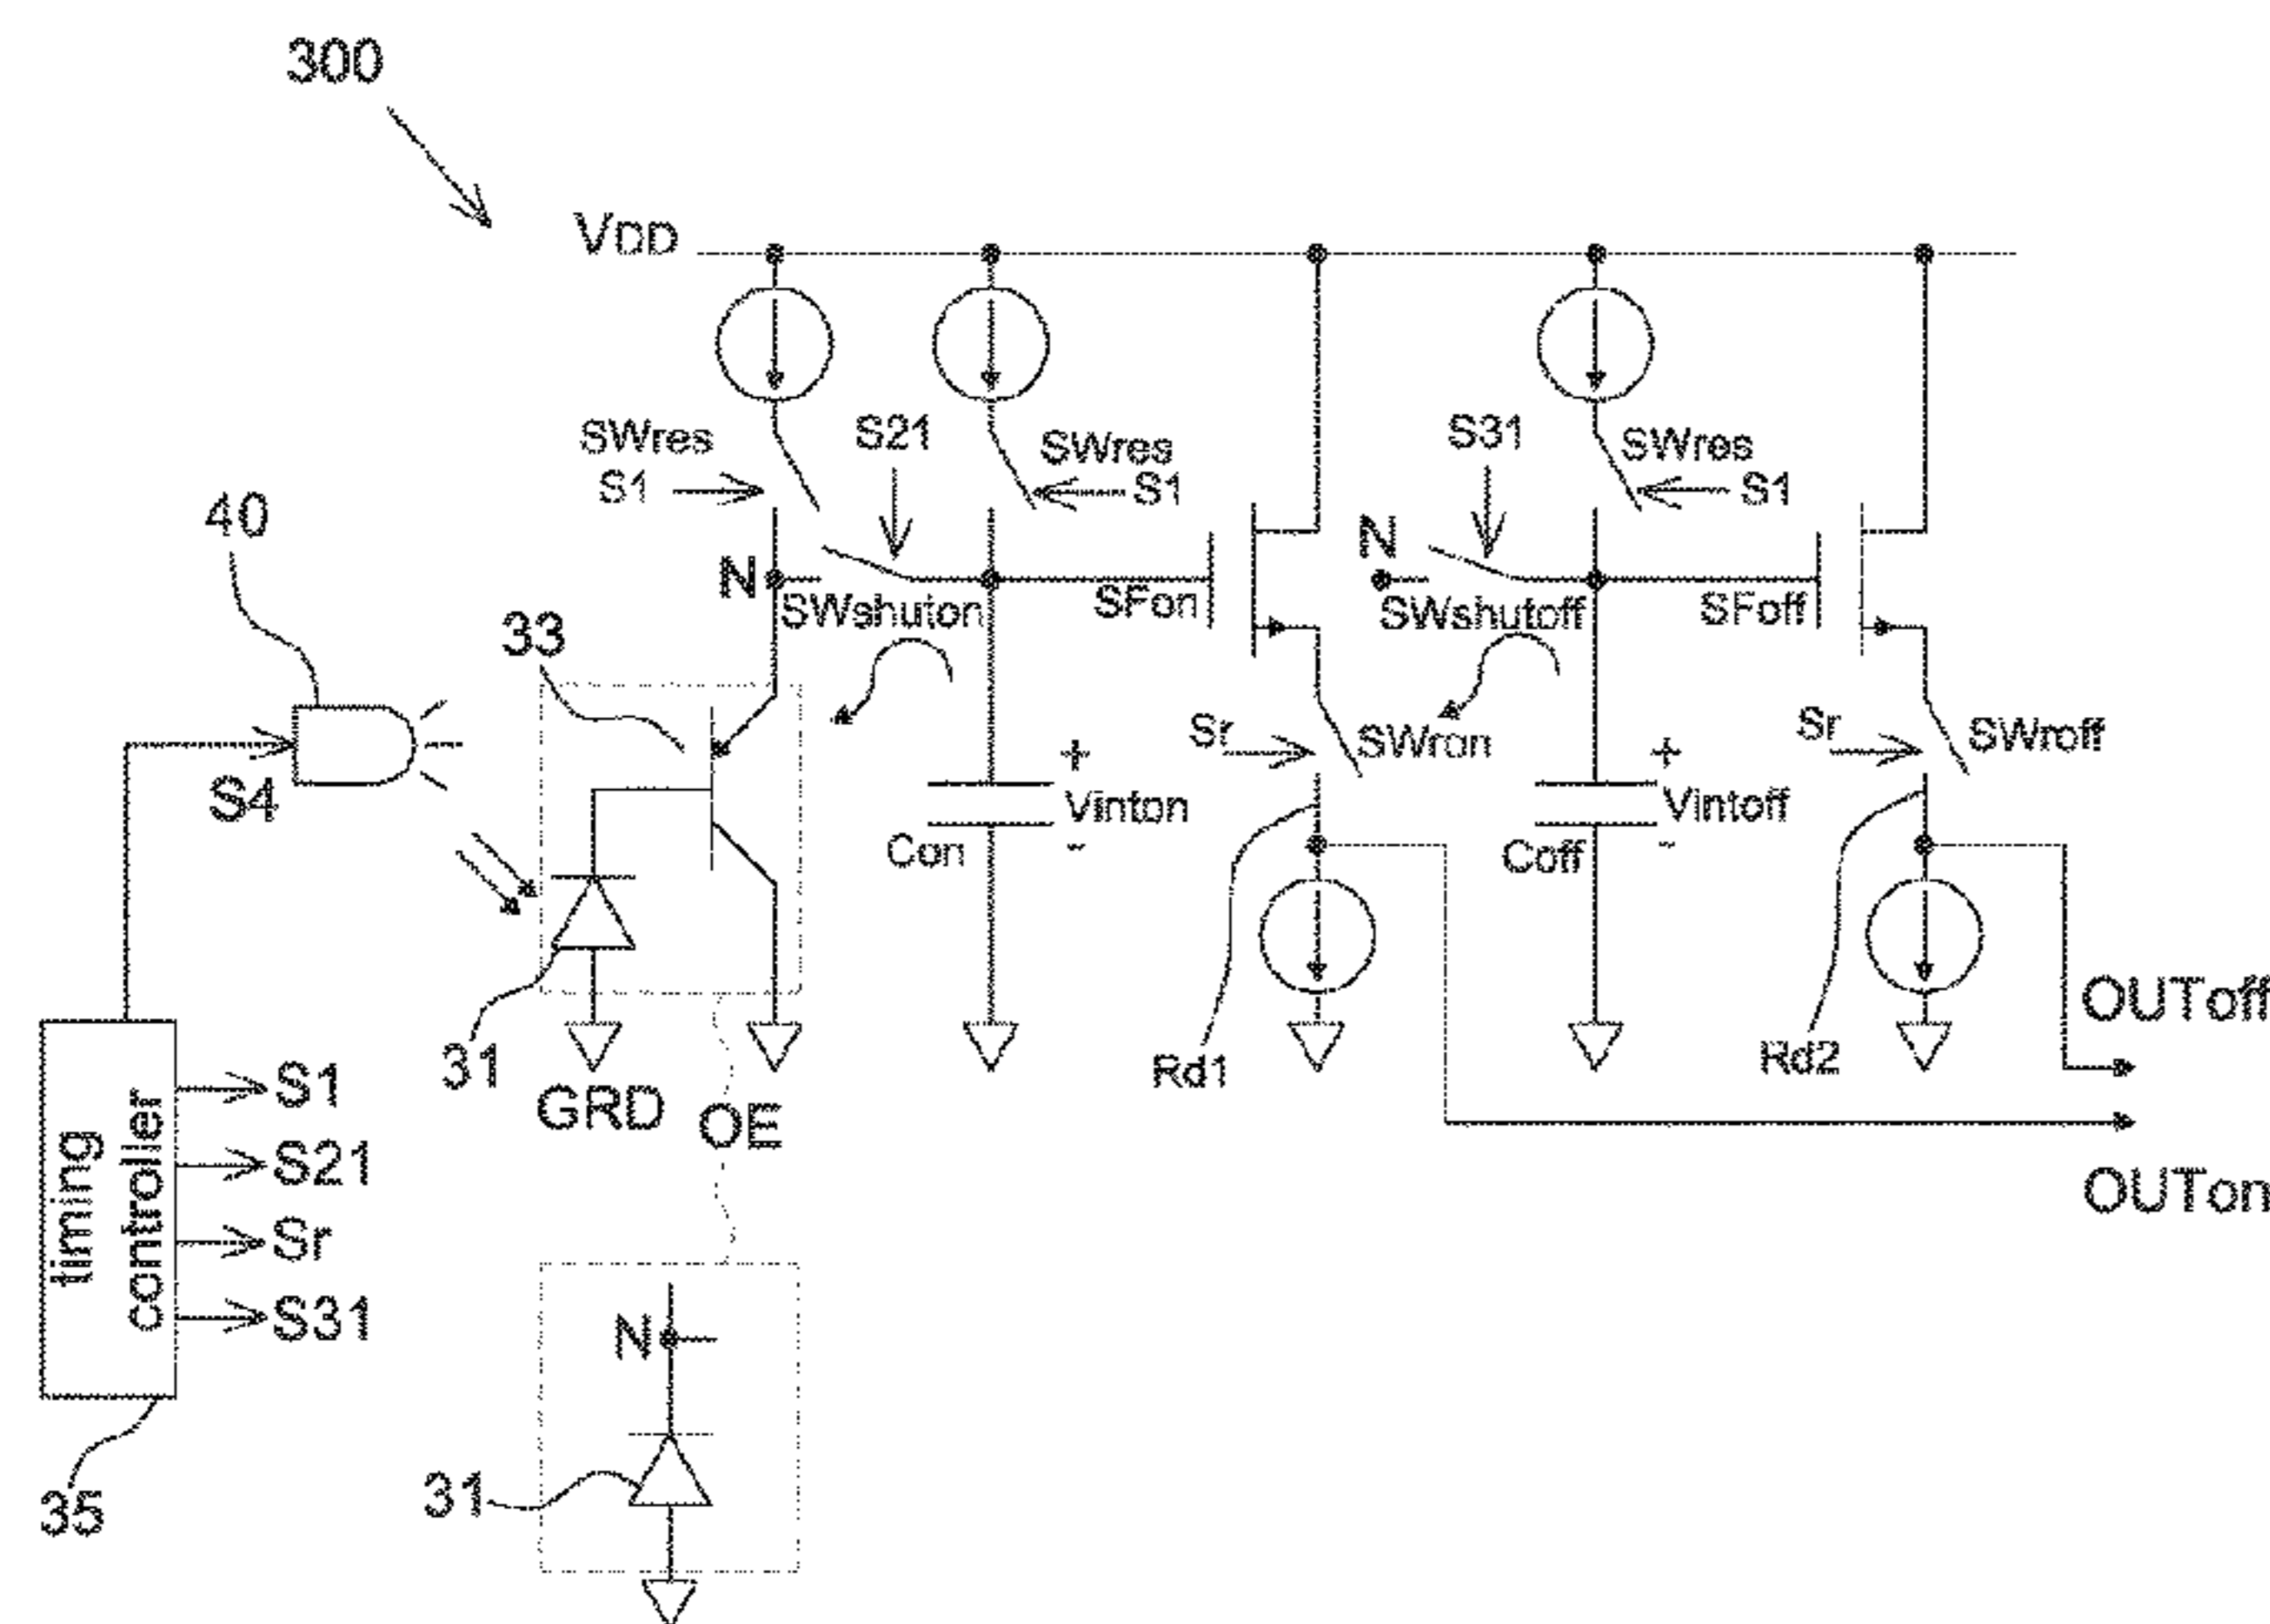 300
VDD
SWres
S1
S21
SWres
S1
S31
SWres
S1
40
N
SWshuton
SFon
N
SWshutoff
SFoff
33
S4
Sr
SWron
Sr
SWroff
+
Vinton
-
Con
+
Vintoff
-
Coff
31
GRD
OE
Rd1
Rd2
OUToff
OUTon
timing
controller
S1
S21
Sr
S31
N
31
35